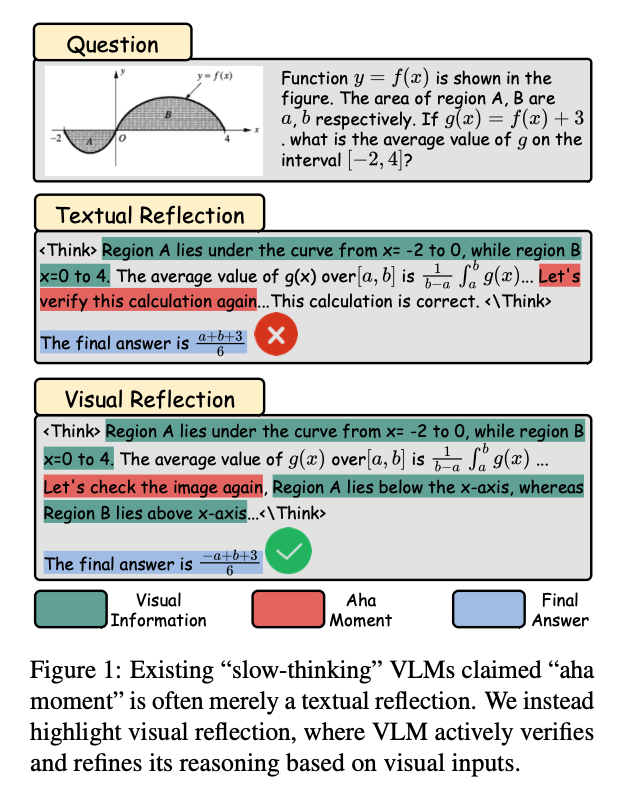 Question
y
y = f(x)
B
A
-2
O
4
x
Function $y = f(x)$ is shown in the
figure. The area of region A, B are
$a, b$ respectively. If $g(x) = f(x) + 3$
. what is the average value of $g$ on the
interval $[-2, 4]$?
Textual Reflection
<Think> Region A lies under the curve from x= -2 to 0, while region B
x=0 to 4. The average value of g(x) over$[a, b]$ is $\frac{1}{b-a} \int_a^b g(x)$... Let's
verify this calculation again...This calculation is correct. <\Think>
The final answer is $\frac{a+b+3}{6}$
Visual Reflection
<Think> Region A lies under the curve from x= -2 to 0, while region B
x=0 to 4. The average value of $g(x)$ over$[a, b]$ is $\frac{1}{b-a} \int_a^b g(x)$ ...
Let's check the image again, Region A lies below the x-axis, whereas
Region B lies above x-axis...<\Think>
The final answer is $\frac{-a+b+3}{6}$
Visual
Information
Aha
Moment
Final
Answer
Figure 1: Existing “slow-thinking” VLMs claimed “aha
moment” is often merely a textual reflection. We instead
highlight visual reflection, where VLM actively verifies
and refines its reasoning based on visual inputs.